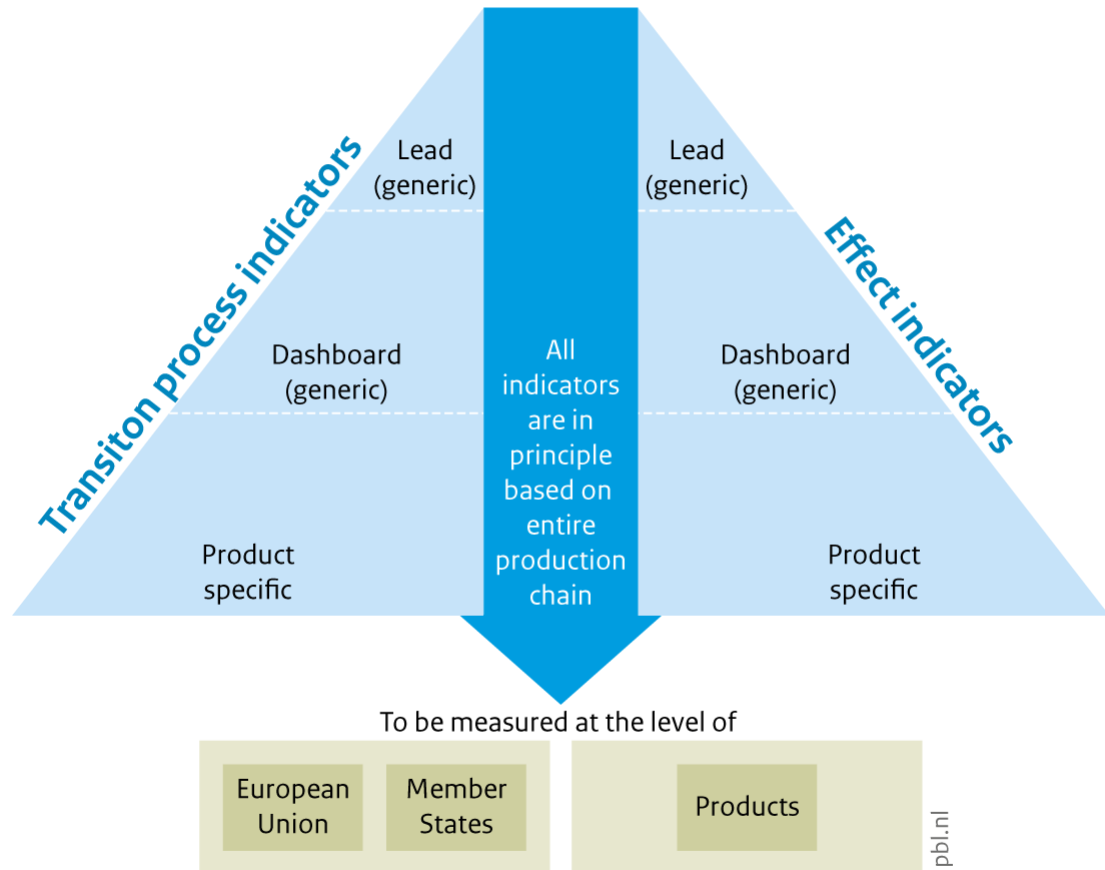 Transiton process indicators
Lead
(generic)
Dashboard
(generic)
Product
specific
All
indicators
are in
principle
based on
entire
production
chain
Lead
(generic)
Dashboard
(generic)
Product
specific
Effect indicators
To be measured at the level of
European
Union
Member
States
Products
pbl.nl